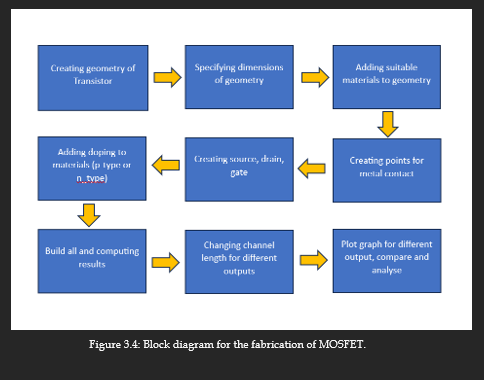 Creating geometry of
Transistor
Specifying dimensions
of geometry
Adding suitable
materials to geometry
Creating points for
metal contact
Creating source, drain,
gate
Adding doping to
materials (p type or
n_type)
Build all and computing
results
Changing channel
length for different
outputs
Plot graph for different
output, compare and
analyse
Figure 3.4: Block diagram for the fabrication of MOSFET.